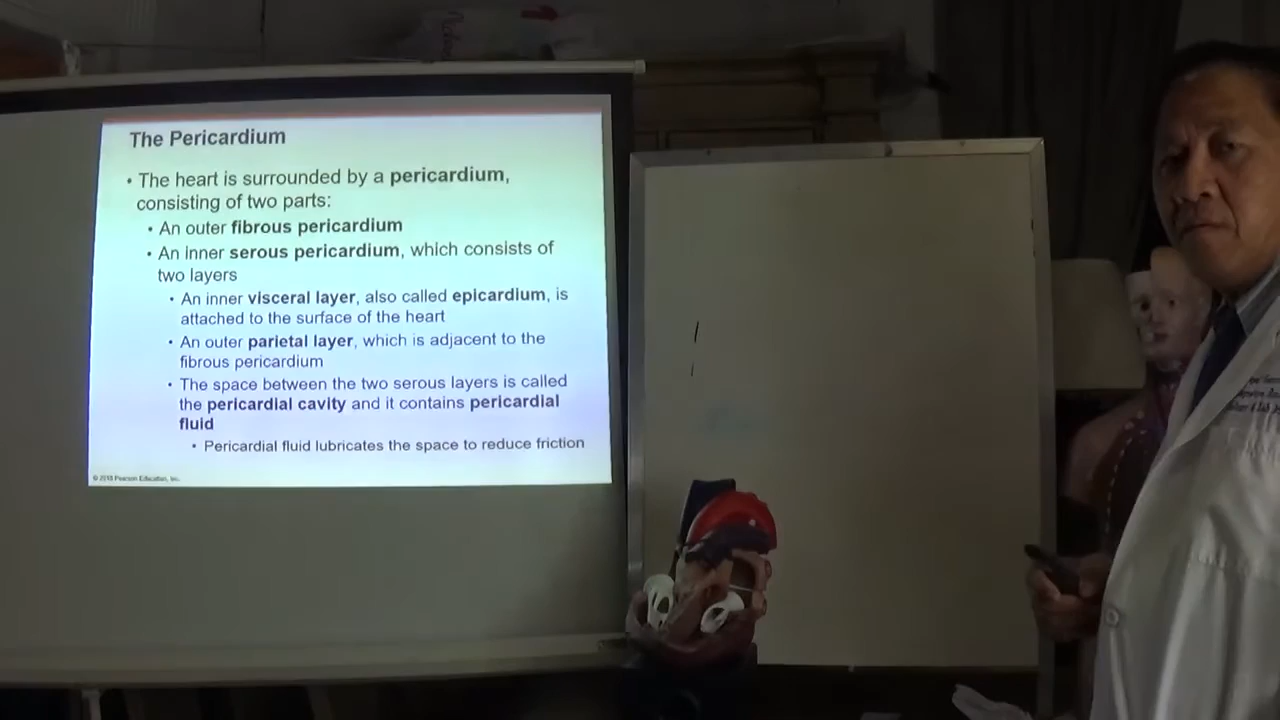 The Pericardium
• The heart is surrounded by a pericardium,
consisting of two parts:
• An outer fibrous pericardium
• An inner serous pericardium, which consists of
two layers
• An inner visceral layer, also called epicardium, is
attached to the surface of the heart
• An outer parietal layer, which is adjacent to the
fibrous pericardium
• The space between the two serous layers is called
the pericardial cavity and it contains pericardial
fluid
• Pericardial fluid lubricates the space to reduce friction
© 2018 Pearson Education, Inc.